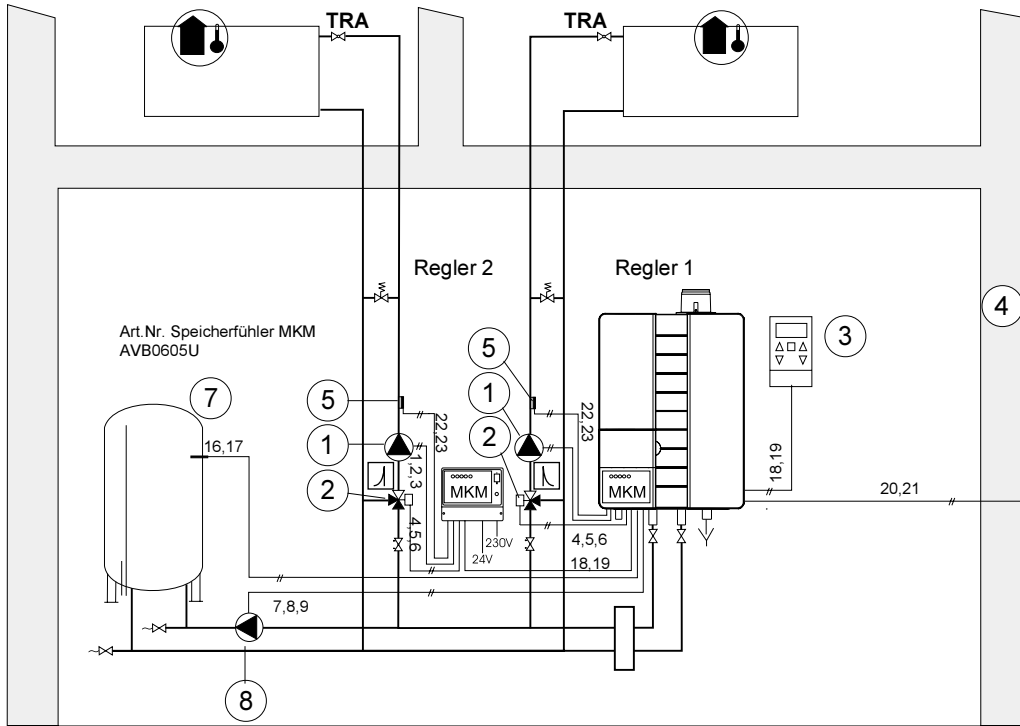 TRA
TRA
Regler 2
Regler 1
4
Art.Nr. Speicherfühler MKM
AVB0605U
3
7
5
5
1
16,17
1
22,23
22,23
2
1,2,3
18,19
2
MKM
MKM
20,21
4,5,6
230V
24V
4,5,6
18,19
7,8,9
8